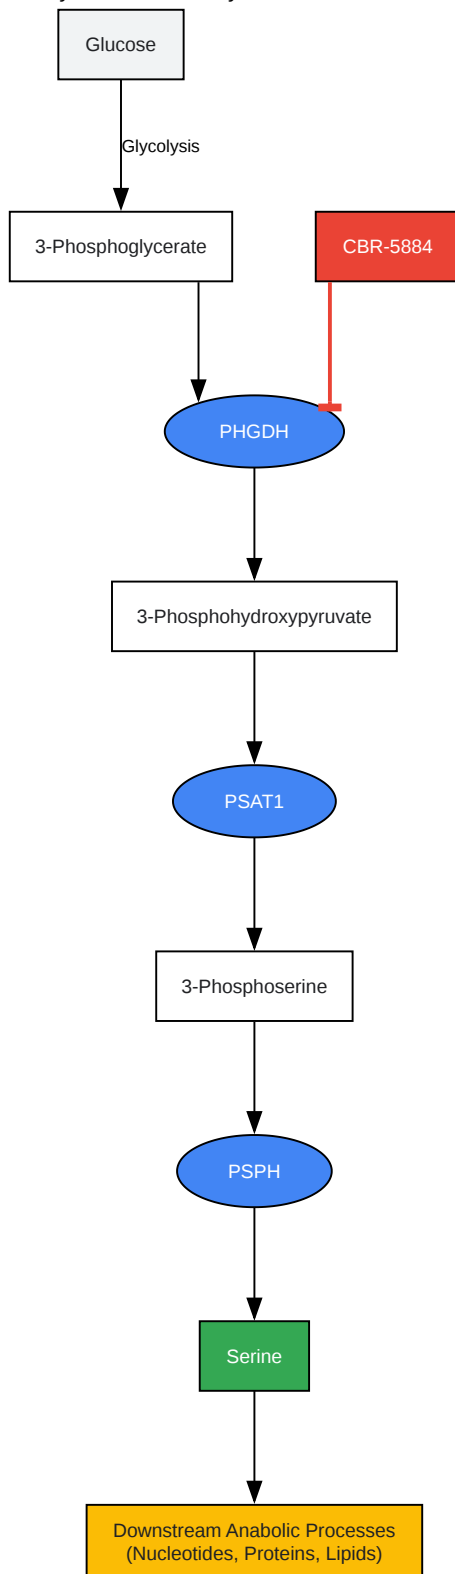 Glucose
Glycolysis
3-Phosphoglycerate
CBR-5884
PHGDH
3-Phosphohydroxypyruvate
PSAT1
3-Phosphoserine
PSPH
Serine
Downstream Anabolic Processes
(Nucleotides, Proteins, Lipids)